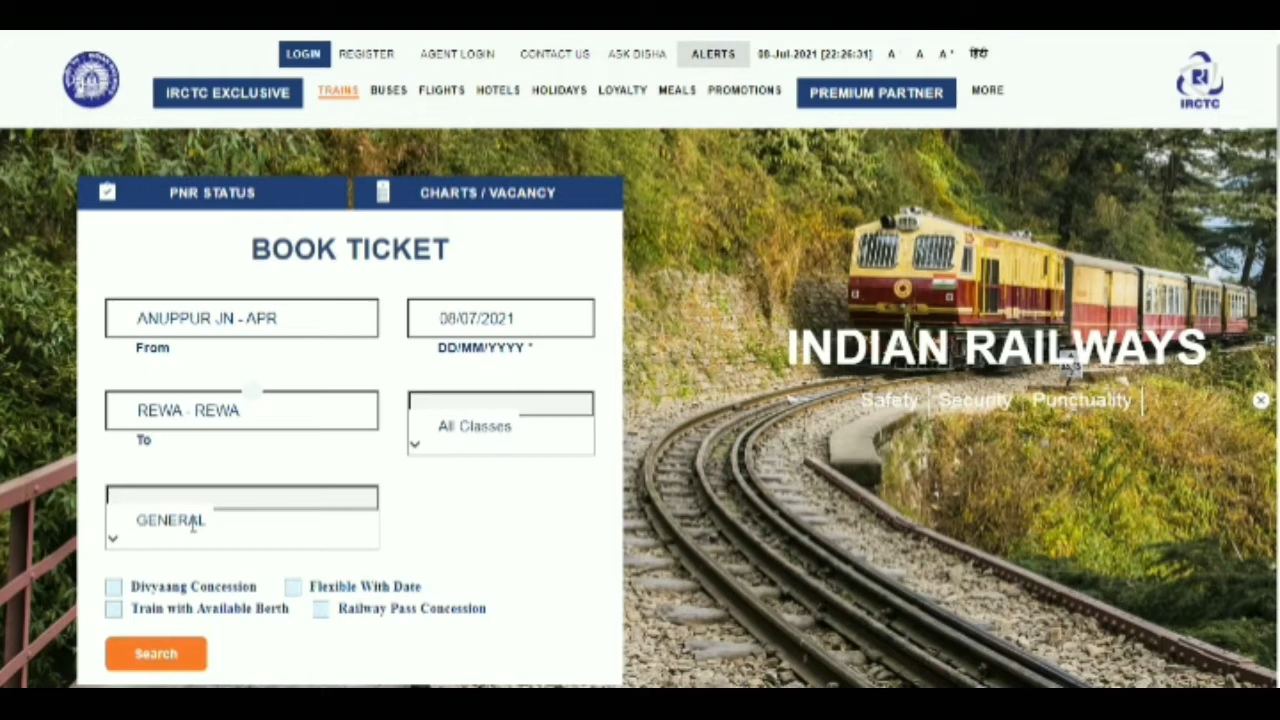 LOGIN REGISTER AGENT LOGIN CONTACT US ASK DISHA ALERTS 08-Jul-2021 [22:26:31] A A A+ हिंदी
IRCTC EXCLUSIVE TRAINS BUSES FLIGHTS HOTELS HOLIDAYS LOYALTY MEALS PROMOTIONS PREMIUM PARTNER MORE
IRCTC
PNR STATUS CHARTS / VACANCY
BOOK TICKET
ANUPPUR JN - APR 08/07/2021
From DD/MM/YYYY *
REWA - REWA All Classes
To
GENERAL
Divyaang Concession Flexible With Date
Train with Available Berth Railway Pass Concession
Search
INDIAN RAILWAYS
Safety | Security | Punctuality |